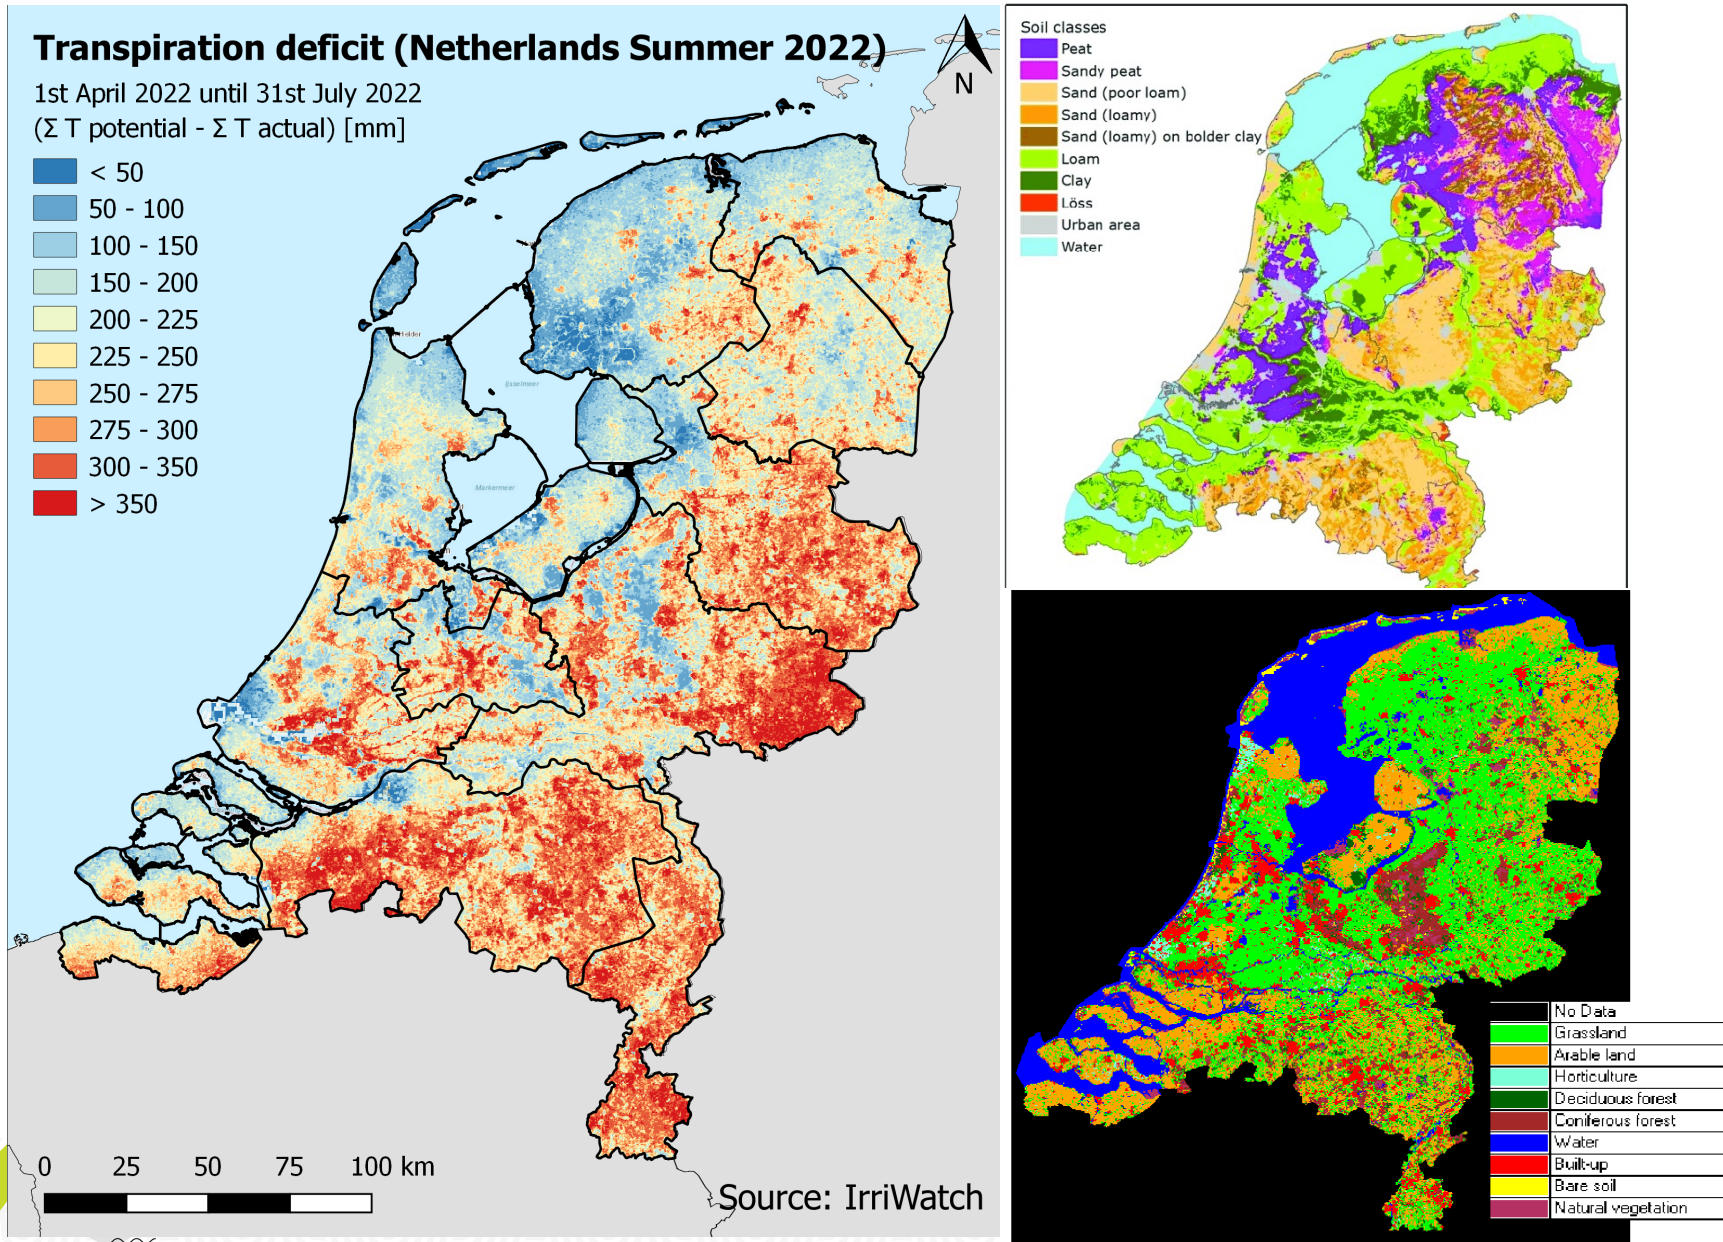 Transpiration deficit (Netherlands Summer 2022)
1st April 2022 until 31st July 2022
(Σ T potential - Σ T actual) [mm]
< 50
50 - 100
100 - 150
150 - 200
200 - 225
225 - 250
250 - 275
275 - 300
300 - 350
> 350
N
Helder
IJsselmeer
Markermeer
0 25 50 75 100 km
Source: IrriWatch
Soil classes
Peat
Sandy peat
Sand (poor loam)
Sand (loamy)
Sand (loamy) on bolder clay
Loam
Clay
Löss
Urban area
Water
No Data
Grassland
Arable land
Horticulture
Deciduous forest
Coniferous forest
Water
Built-up
Bare soil
Natural vegetation